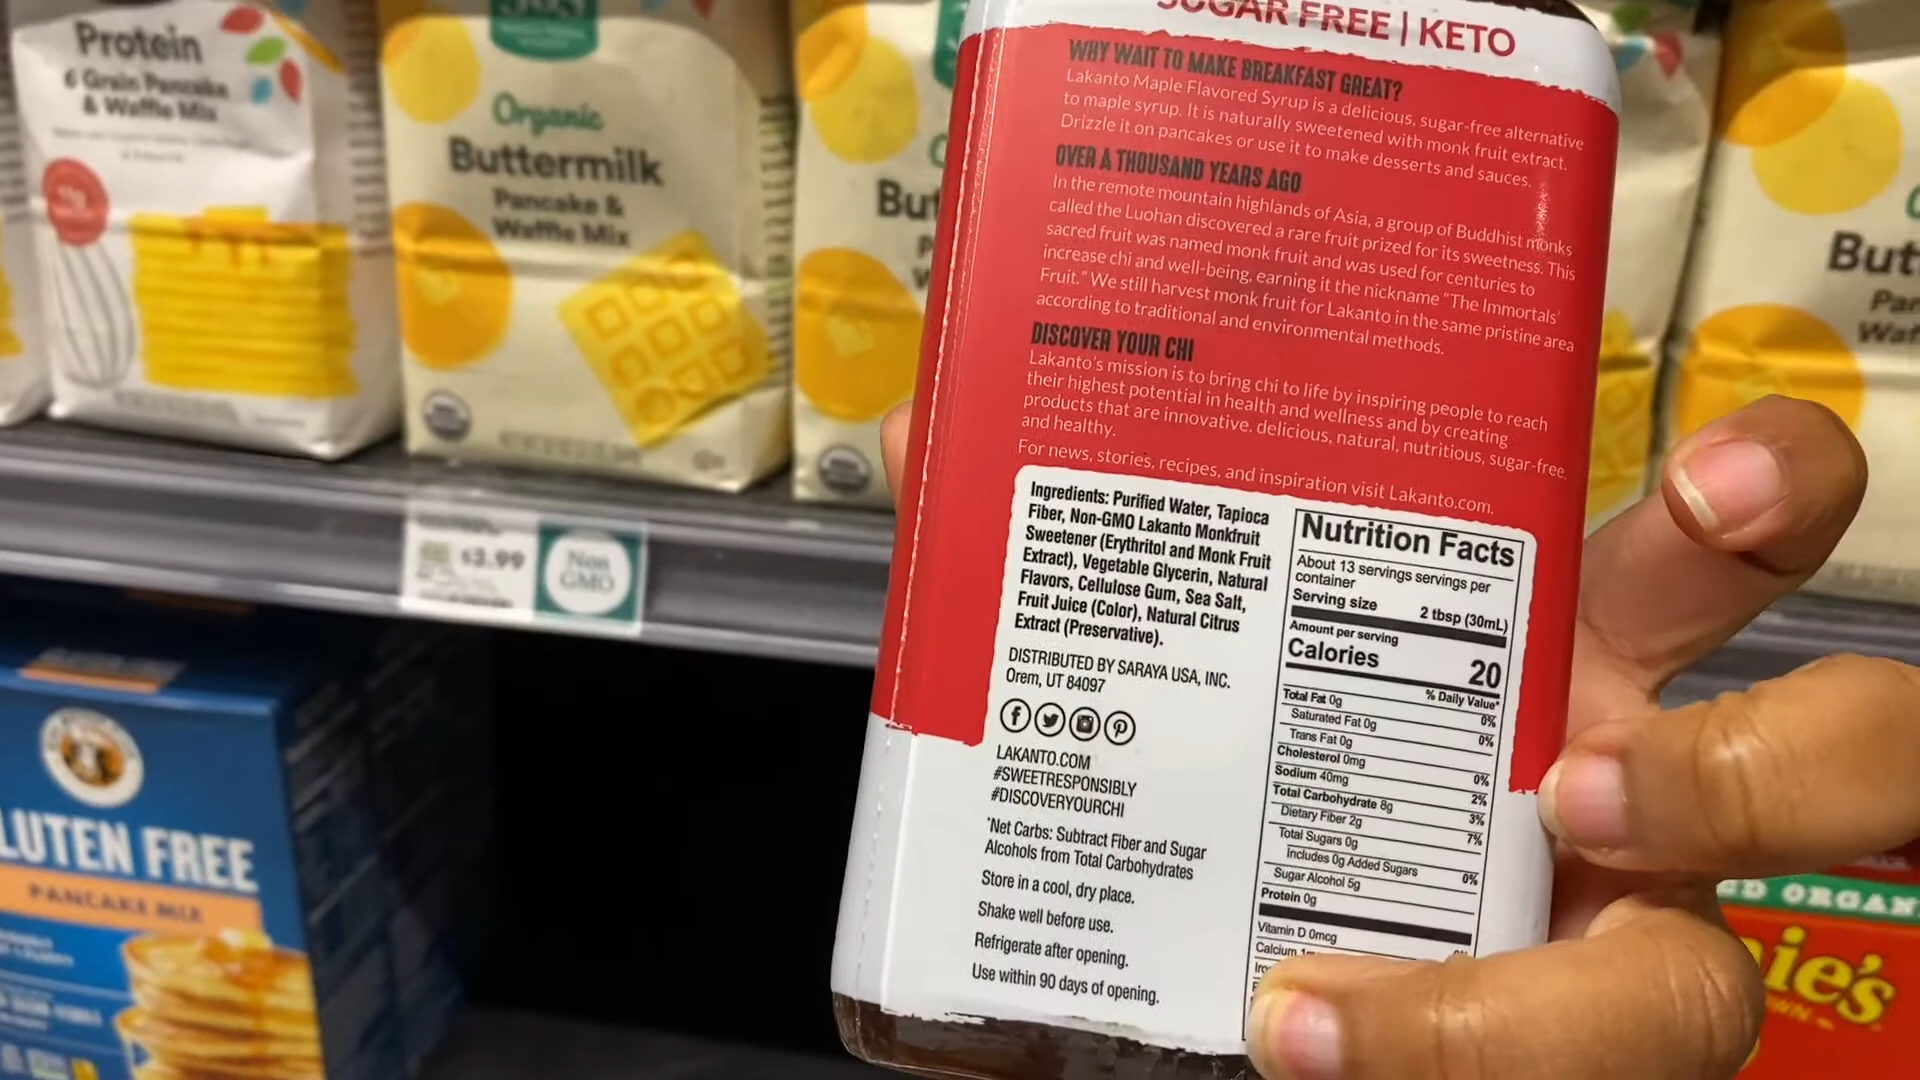 Protein
6 Grain Pancake
& Waffle Mix
365
Organic
Buttermilk
Pancake &
Waffle Mix
$3.99
Non
GMO
GLUTEN FREE
PANCAKE MIX
SUGAR FREE | KETO
WHY WAIT TO MAKE BREAKFAST GREAT?
Lakanto Maple Flavored Syrup is a delicious, sugar-free alternative
to maple syrup. It is naturally sweetened with monk fruit extract.
Drizzle it on pancakes or use it to make desserts and sauces.
OVER A THOUSAND YEARS AGO
In the remote mountain highlands of Asia, a group of Buddhist monks
called the Luohan discovered a rare fruit prized for its sweetness. This
sacred fruit was named monk fruit and was used for centuries to
increase chi and well-being, earning it the nickname "The Immortals'
Fruit." We still harvest monk fruit for Lakanto in the same pristine area
according to traditional and environmental methods.
DISCOVER YOUR CHI
Lakanto's mission is to bring chi to life by inspiring people to reach
their highest potential in health and wellness and by creating
products that are innovative, delicious, natural, nutritious, sugar-free,
and healthy.
For news, stories, recipes, and inspiration visit Lakanto.com.
Ingredients: Purified Water, Tapioca
Fiber, Non-GMO Lakanto Monkfruit
Sweetener (Erythritol and Monk Fruit
Extract), Vegetable Glycerin, Natural
Flavors, Cellulose Gum, Sea Salt,
Fruit Juice (Color), Natural Citrus
Extract (Preservative).
DISTRIBUTED BY SARAYA USA, INC.
Orem, UT 84097
LAKANTO.COM
#SWEETRESPONSIBLY
#DISCOVERYOURCHI
*Net Carbs: Subtract Fiber and Sugar
Alcohols from Total Carbohydrates
Store in a cool, dry place.
Shake well before use.
Refrigerate after opening.
Use within 90 days of opening.
Nutrition Facts
About 13 servings servings per
container
Serving size 2 tbsp (30mL)
Amount per serving
Calories 20
% Daily Value*
Total Fat 0g 0%
Saturated Fat 0g 0%
Trans Fat 0g
Cholesterol 0mg 0%
Sodium 40mg 2%
Total Carbohydrate 8g 3%
Dietary Fiber 2g 7%
Total Sugars 0g
Includes 0g Added Sugars 0%
Sugar Alcohol 5g
Protein 0g
Vitamin D 0mcg 0%
Calcium